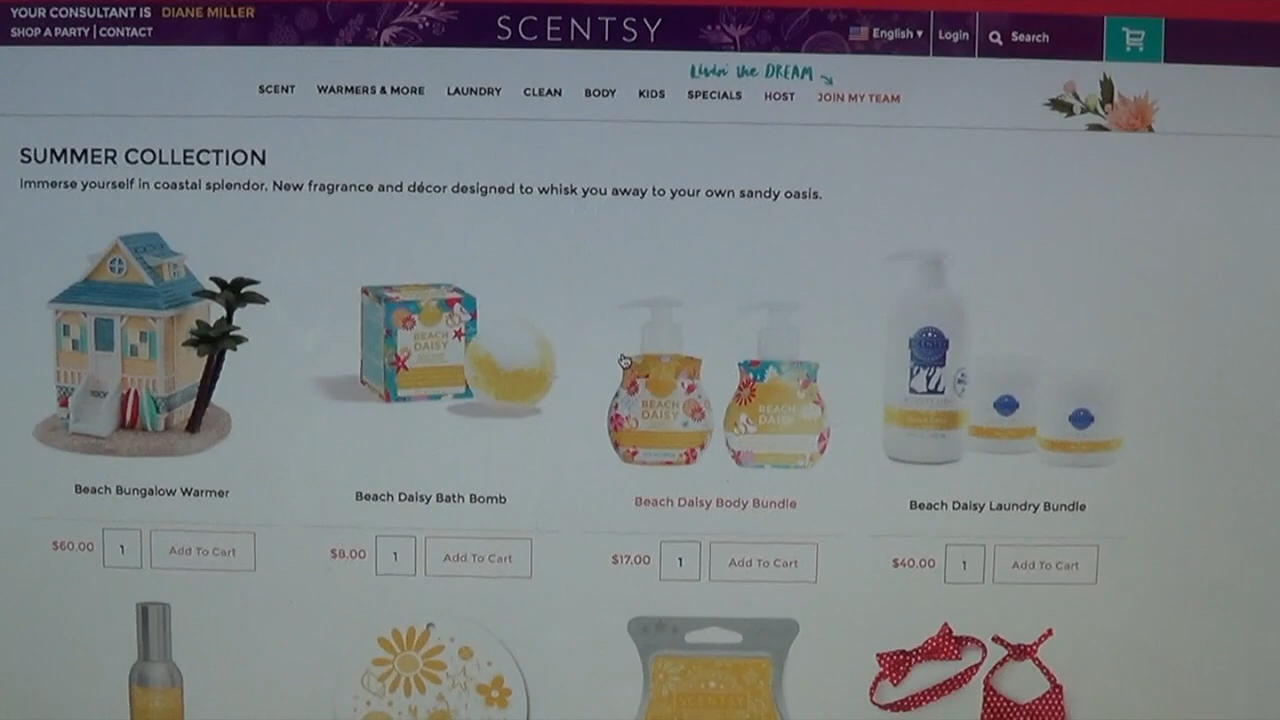 YOUR CONSULTANT IS DIANE MILLER
SHOP A PARTY | CONTACT
SCENTSY
English ▾
Login
Search
Livin' the DREAM
SCENT WARMERS & MORE LAUNDRY CLEAN BODY KIDS SPECIALS HOST JOIN MY TEAM
SUMMER COLLECTION
Immerse yourself in coastal splendor. New fragrance and décor designed to whisk you away to your own sandy oasis.
BEACH DAISY
BEACH DAISY
BEACH DAISY
SCENTSY
Beach Bungalow Warmer
Beach Daisy Bath Bomb
Beach Daisy Body Bundle
Beach Daisy Laundry Bundle
$60.00 1 Add To Cart
$8.00 1 Add To Cart
$17.00 1 Add To Cart
$40.00 1 Add To Cart
SCENTSY